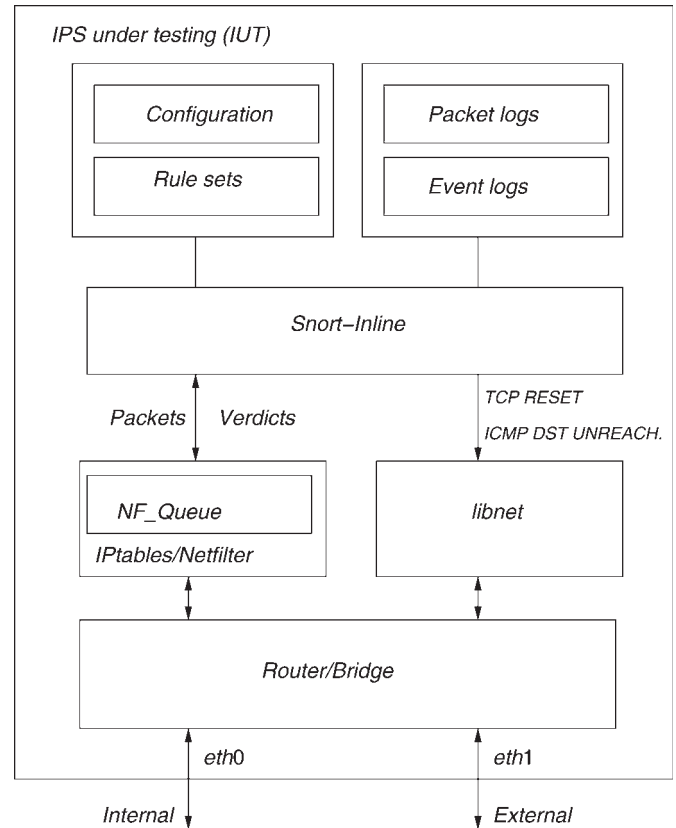 IPS under testing (IUT)
Configuration
Rule sets
Packet logs
Event logs
Snort−Inline
Packets
Verdicts
TCP RESET
ICMP DST UNREACH.
NF_Queue
IPtables/Netfilter
libnet
Router/Bridge
eth0
eth1
Internal
External